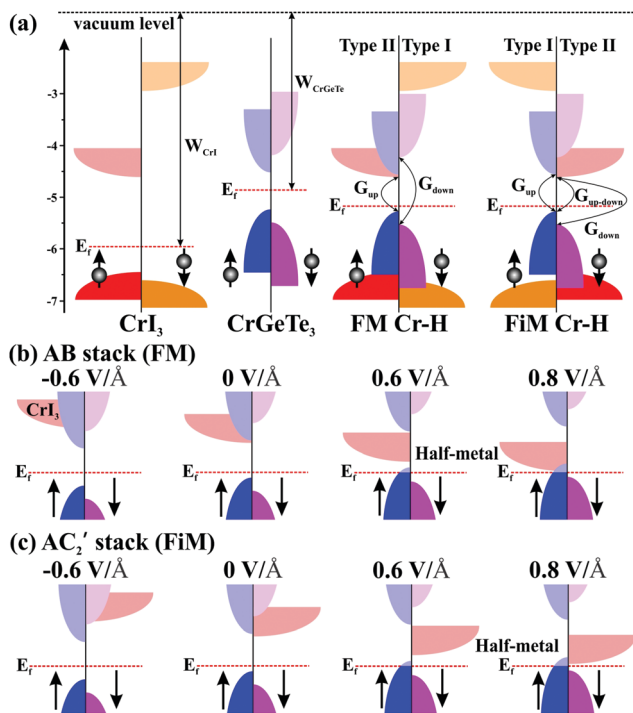 (a)
vacuum level
Type II Type I Type I Type II
W_CrGeTe
-3
W_CrI
-4
G_up G_down G_up G_up-down
-5
E_f E_f E_f
G_down
E_f
-6
-7
CrI₃ CrGeTe₃ FM Cr-H FiM Cr-H
(b) AB stack (FM)
-0.6 V/Å 0 V/Å 0.6 V/Å 0.8 V/Å
CrI₃
Half-metal
E_f E_f E_f E_f
(c) AC₂′ stack (FiM)
-0.6 V/Å 0 V/Å 0.6 V/Å 0.8 V/Å
Half-metal
E_f E_f E_f E_f